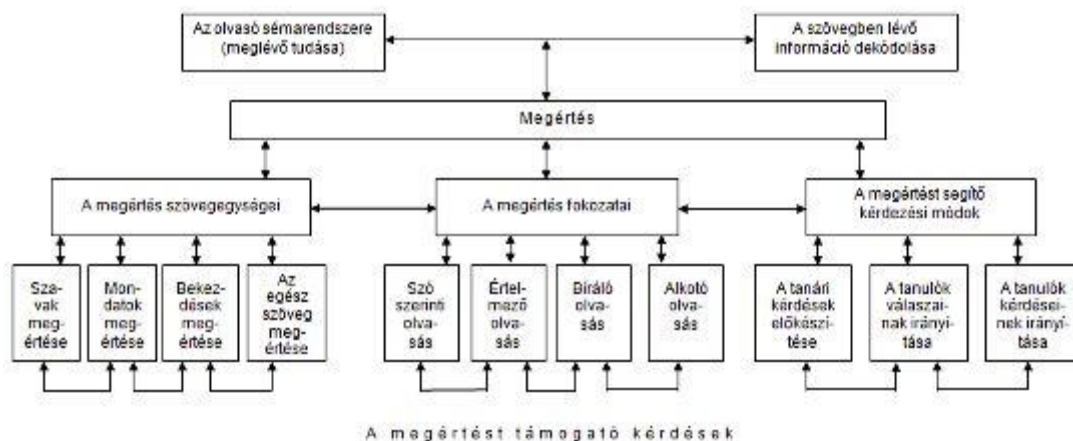 Az olvasó sémarendszere
(meglévő tudása)
A szövegben lévő
információ dekódolása
Megértés
A megértés szövegegységei
A megértés fokozatai
A megértést segítő
kérdezési módok
Sza-
vak
meg-
értése
Mon-
datok
meg-
értése
Bekez-
dések
meg-
értése
Az
egész
szöveg
meg-
értése
Szó
szerinti
olva-
sás
Értel-
mező
olva-
sás
Bíráló
olva-
sás
Alkotó
olva-
sás
A tanári
kérdések
előkészí-
tése
A tanulók
válaszai-
nak irányí-
tása
A tanulók
kérdései-
nek irányí-
tása
A megértést támogató kérdések